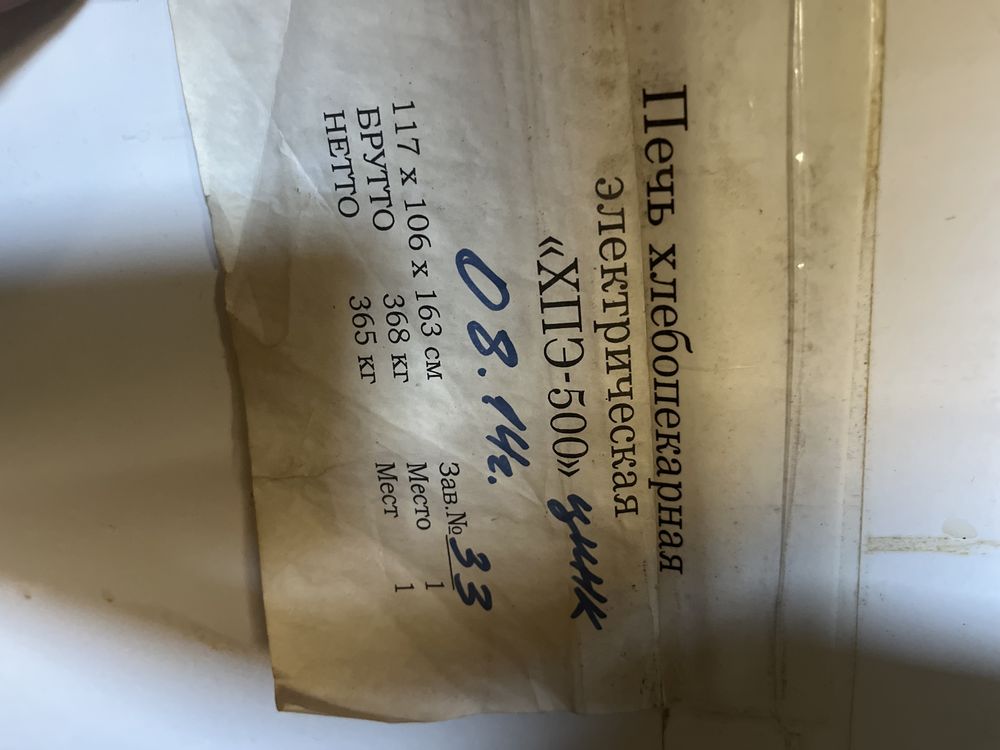 Печь хлебопекарная
электрическая
«ХПЭ-500» цинк
08.14г.
Зав.№ 33
117 х 106 х 163 см Место 1
БРУТТО 368 кг Мест 1
НЕТТО 365 кг